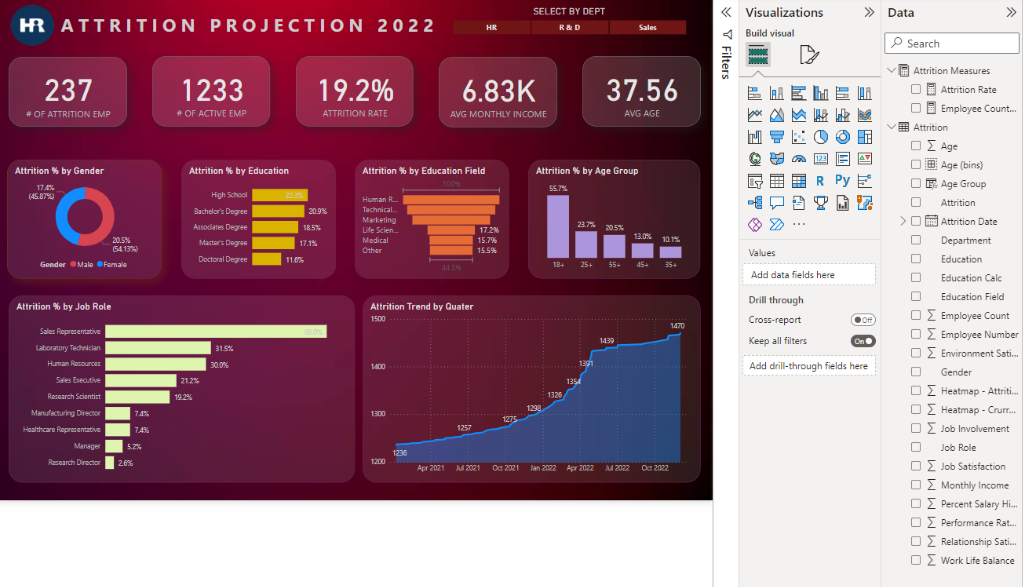 HR
ATTRITION PROJECTION 2022
SELECT BY DEPT
HR
R & D
Sales
237
# OF ATTRITION EMP
1233
# OF ACTIVE EMP
19.2%
ATTRITION RATE
6.83K
AVG MONTHLY INCOME
37.56
AVG AGE
Attrition % by Gender
17.4%
(45.87%)
20.5%
(54.13%)
Gender Male Female
Attrition % by Education
High School 22.3%
Bachelor's Degree 20.9%
Associates Degree 18.5%
Master's Degree 17.1%
Doctoral Degree 11.6%
Attrition % by Education Field
100%
Human R...
Technical...
Marketing
Life Scien... 17.2%
Medical 15.7%
Other 15.5%
44.3%
Attrition % by Age Group
55.7%
23.7%
20.5%
13.0%
10.1%
18+ 25+ 55+ 45+ 35+
Attrition % by Job Role
Sales Representative 66.0%
Laboratory Technician 31.5%
Human Resources 30.0%
Sales Executive 21.2%
Research Scientist 19.2%
Manufacturing Director 7.4%
Healthcare Representative 7.4%
Manager 5.2%
Research Director 2.6%
Attrition Trend by Quater
1500
1400
1300
1200
1236
1257
1275
1298
1326
1354
1391
1439
1470
Apr 2021 Jul 2021 Oct 2021 Jan 2022 Apr 2022 Jul 2022 Oct 2022
Filters
Visualizations
Build visual
123
R
Py
...
Values
Add data fields here
Drill through
Cross-report
Off
Keep all filters
On
Add drill-through fields here
Data
Search
Attrition Measures
Attrition Rate
Employee Count...
Attrition
Age
Age (bins)
Age Group
Attrition
Attrition Date
Department
Education
Education Calc
Education Field
Employee Count
Employee Number
Environment Sati...
Gender
Heatmap - Attriti...
Heatmap - Crurr...
Job Involvement
Job Role
Job Satisfaction
Monthly Income
Percent Salary Hi...
Performance Rat...
Relationship Sati...
Work Life Balance